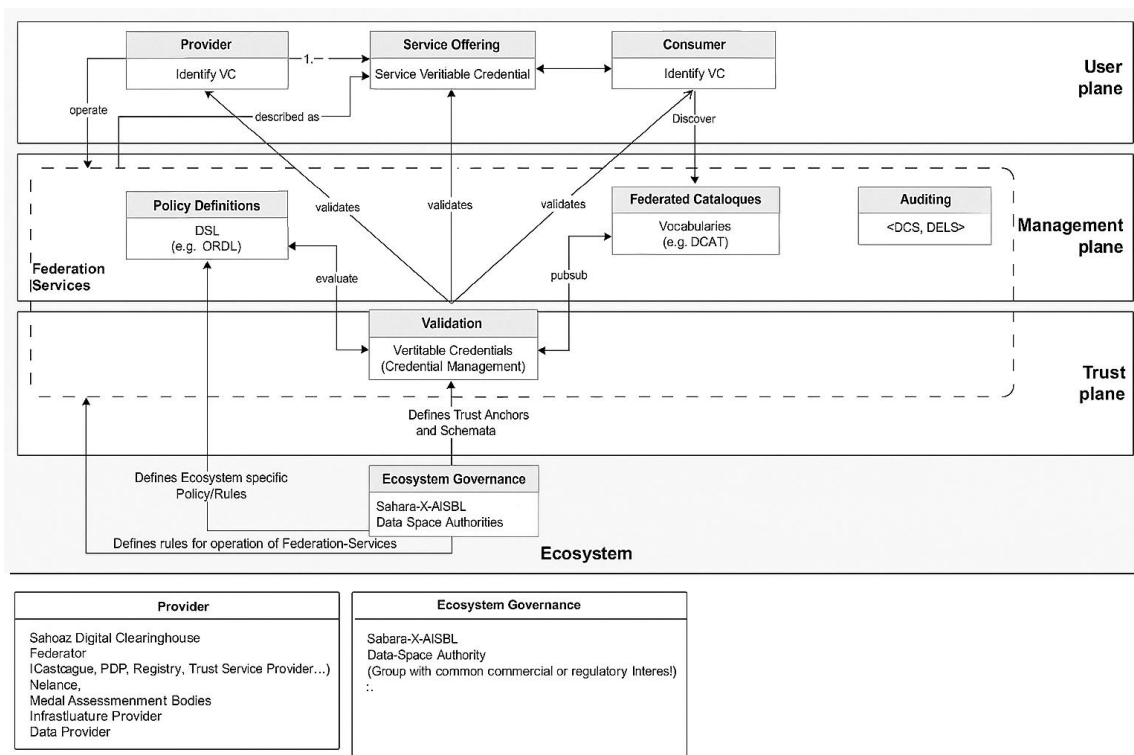 Provider
Identify VC
1.
Service Offering
Service Veritiable Credential
Consumer
Identify VC
User
plane
operate
described as
Discover
Policy Definitions
DSL
(e.g. ORDL)
validates
validates
validates
Federated Cataloques
Vocabularies
(e.g. DCAT)
Auditing
<DCS, DELS>
Management
plane
Federation
Services
evaluate
pubsub
Validation
Vertitable Credentials
(Credential Management)
Trust
plane
Defines Trust Anchors
and Schemata
Defines Ecosystem specific
Policy/Rules
Ecosystem Governance
Sahara-X-AISBL
Data Space Authorities
Defines rules for operation of Federation-Services
Ecosystem
Provider
Sahoaz Digital Clearinghouse
Federator
ICastcague, PDP, Registry, Trust Service Provider...)
Nelance,
Medal Assessmenment Bodies
Infrastluature Provider
Data Provider
Ecosystem Governance
Sabara-X-AISBL
Data-Space Authority
(Group with common commercial or regulatory Interes!)
:.